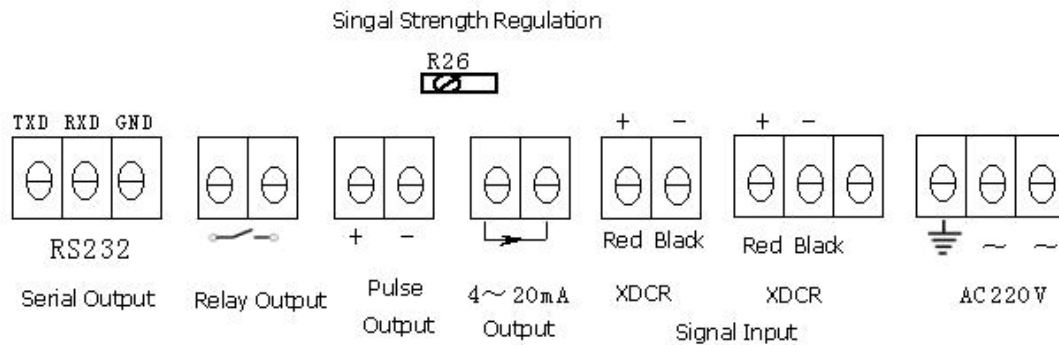 Singal Strength Regulation
R26
TXD RXD GND
+ −
+ −
+ −
RS232
Red Black
Red Black
～ ～
Serial Output
Relay Output
Pulse Output
4～20mA Output
XDCR
XDCR
Signal Input
AC220V